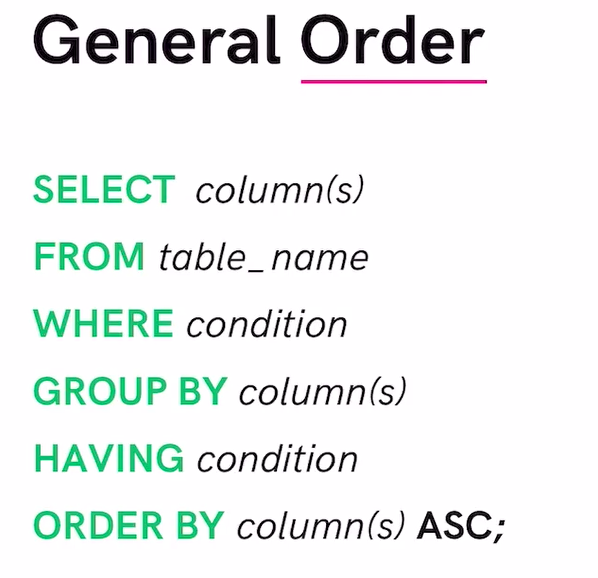 General Order
SELECT column(s)
FROM table_name
WHERE condition
GROUP BY column(s)
HAVING condition
ORDER BY column(s) ASC;